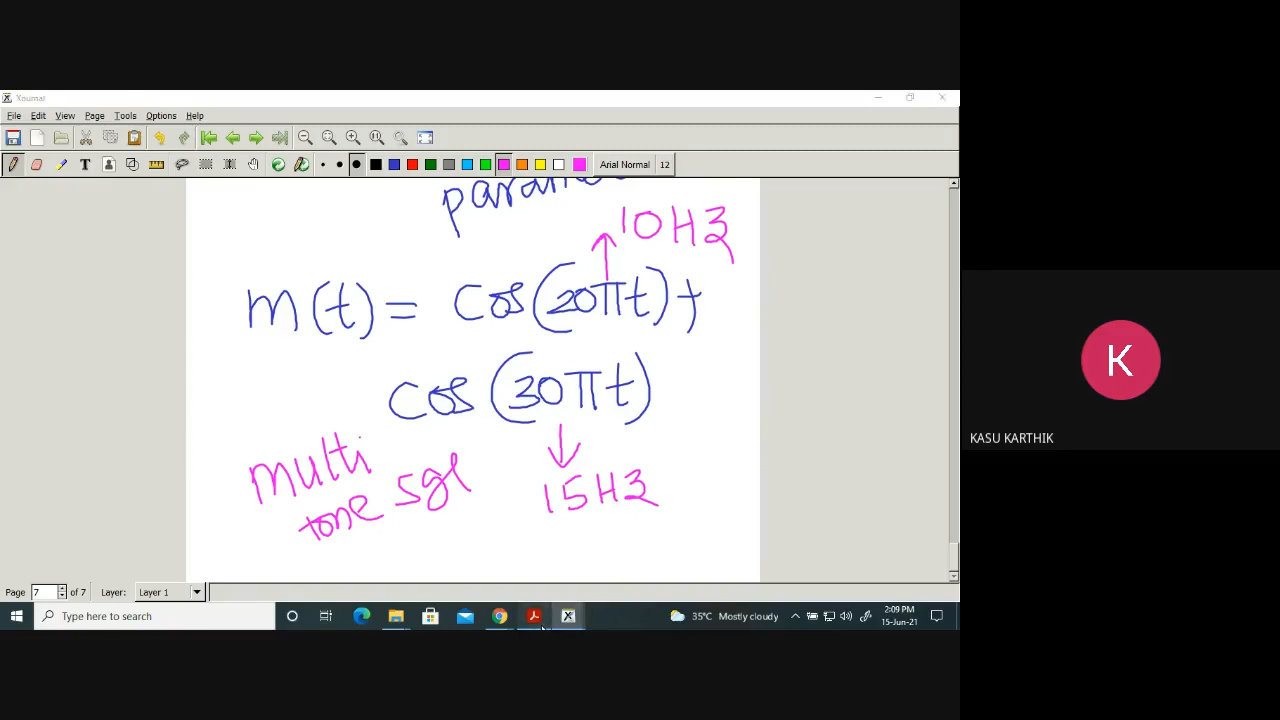 Xournal
File Edit View Page Tools Options Help
Arial Normal 12
10Hz
m(t) = cos(20πt) +
cos(30πt)
multi
tone sgl
15Hz
KASU KARTHIK
K
Page 7 of 7 Layer: Layer 1
Type here to search
35°C Mostly cloudy
2:09 PM
15-Jun-21